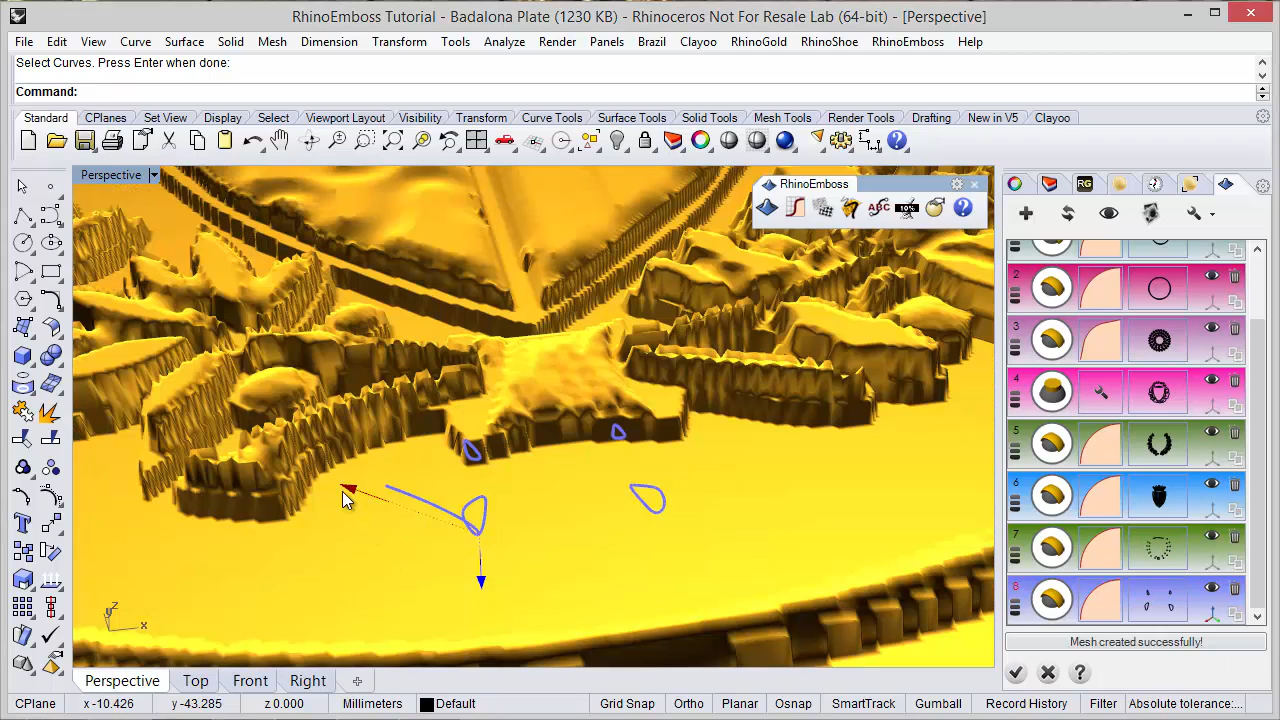 RhinoEmboss Tutorial - Badalona Plate (1230 KB) - Rhinoceros Not For Resale Lab (64-bit) - [Perspective]
File Edit View Curve Surface Solid Mesh Dimension Transform Tools Analyze Render Panels Brazil Clayoo RhinoGold RhinoShoe RhinoEmboss Help
Select Curves. Press Enter when done:
Command:
Standard CPlanes Set View Display Select Viewport Layout Visibility Transform Curve Tools Surface Tools Solid Tools Mesh Tools Render Tools Drafting New in V5 Clayoo
Perspective
RhinoEmboss
RG
ABC 10%
2
3
4
5
6
7
8
z
y
x
Mesh created successfully!
Perspective Top Front Right
CPlane x -10.426 y -43.285 z 0.000 Millimeters Default Grid Snap Ortho Planar Osnap SmartTrack Gumball Record History Filter Absolute tolerance:...